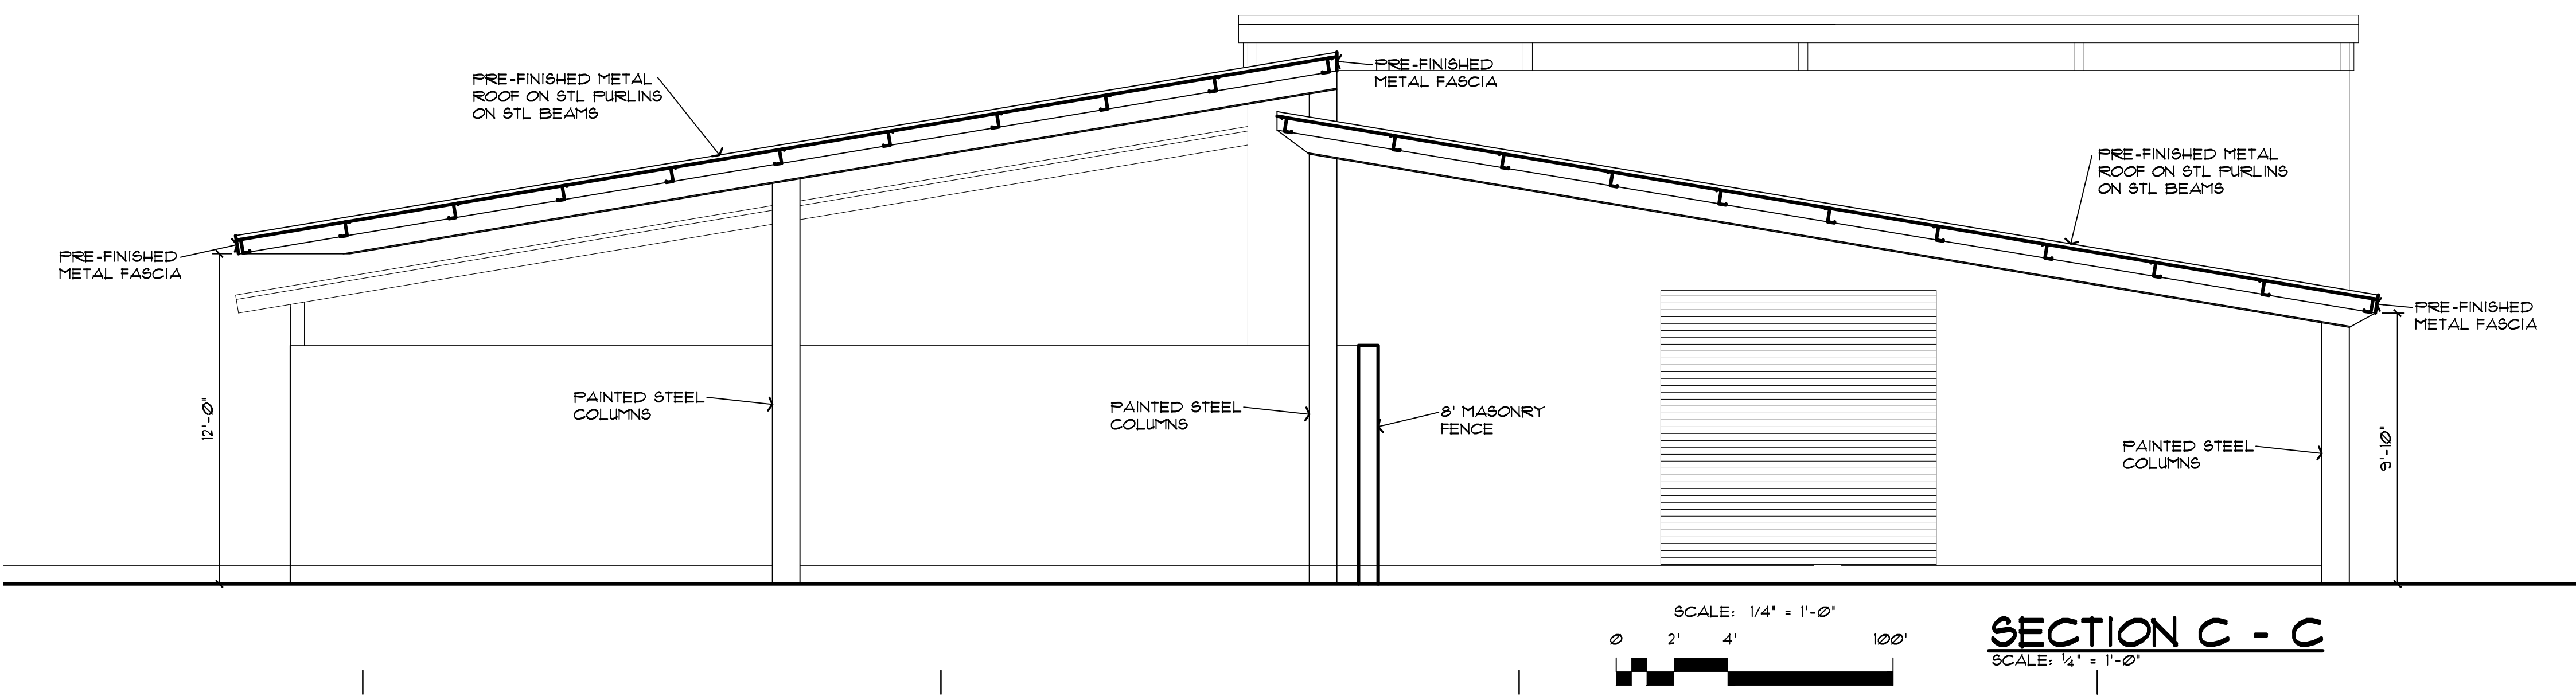 PRE-FINISHED METAL
ROOF ON STL PURLINS
ON STL BEAMS
PRE-FINISHED
METAL FASCIA
PRE-FINISHED METAL
ROOF ON STL PURLINS
ON STL BEAMS
PRE-FINISHED
METAL FASCIA
PRE-FINISHED
METAL FASCIA
12'-0"
PAINTED STEEL
COLUMNS
PAINTED STEEL
COLUMNS
8' MASONRY
FENCE
PAINTED STEEL
COLUMNS
9'-10"
SCALE: 1/4" = 1'-0"
0 2' 4' 100'
SECTION C - C
SCALE: 1/4" = 1'-0"